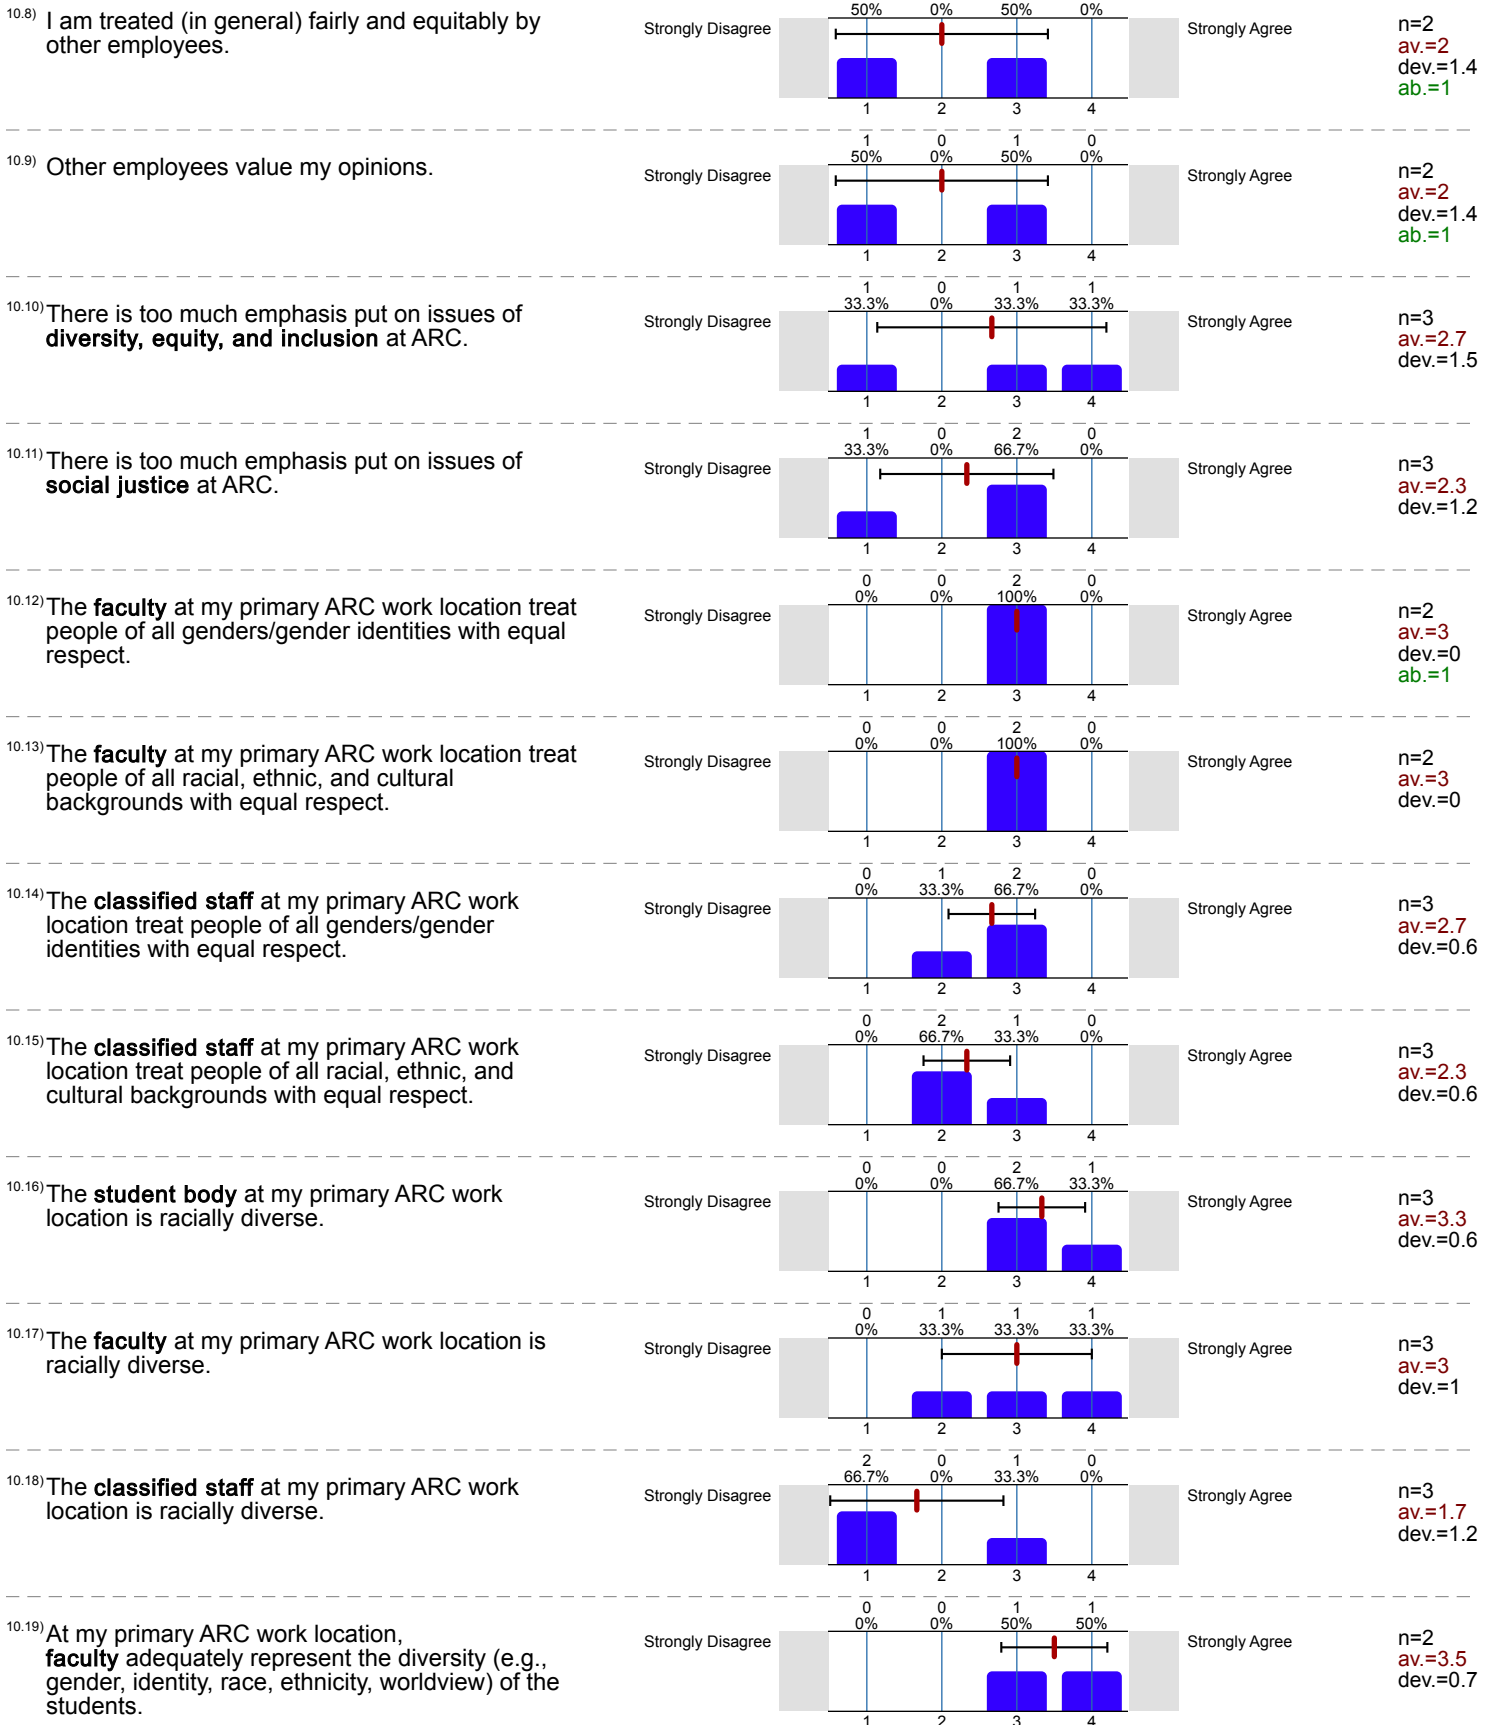 50% 0% 50% 0%
10.8) I am treated (in general) fairly and equitably by
other employees.
Strongly Disagree Strongly Agree
n=2
av.=2
dev.=1.4
ab.=1
1 2 3 4
1 0 1 0
50% 0% 50% 0%
10.9) Other employees value my opinions.
Strongly Disagree Strongly Agree
n=2
av.=2
dev.=1.4
ab.=1
1 2 3 4
1 0 1 1
33.3% 0% 33.3% 33.3%
10.10) There is too much emphasis put on issues of
diversity, equity, and inclusion at ARC.
Strongly Disagree Strongly Agree
n=3
av.=2.7
dev.=1.5
1 2 3 4
1 0 2 0
33.3% 0% 66.7% 0%
10.11) There is too much emphasis put on issues of
social justice at ARC.
Strongly Disagree Strongly Agree
n=3
av.=2.3
dev.=1.2
1 2 3 4
0 0 2 0
0% 0% 100% 0%
10.12) The faculty at my primary ARC work location treat
people of all genders/gender identities with equal
respect.
Strongly Disagree Strongly Agree
n=2
av.=3
dev.=0
ab.=1
1 2 3 4
0 0 2 0
0% 0% 100% 0%
10.13) The faculty at my primary ARC work location treat
people of all racial, ethnic, and cultural
backgrounds with equal respect.
Strongly Disagree Strongly Agree
n=2
av.=3
dev.=0
1 2 3 4
0 1 2 0
0% 33.3% 66.7% 0%
10.14) The classified staff at my primary ARC work
location treat people of all genders/gender
identities with equal respect.
Strongly Disagree Strongly Agree
n=3
av.=2.7
dev.=0.6
1 2 3 4
0 2 1 0
0% 66.7% 33.3% 0%
10.15) The classified staff at my primary ARC work
location treat people of all racial, ethnic, and
cultural backgrounds with equal respect.
Strongly Disagree Strongly Agree
n=3
av.=2.3
dev.=0.6
1 2 3 4
0 0 2 1
0% 0% 66.7% 33.3%
10.16) The student body at my primary ARC work
location is racially diverse.
Strongly Disagree Strongly Agree
n=3
av.=3.3
dev.=0.6
1 2 3 4
0 1 1 1
0% 33.3% 33.3% 33.3%
10.17) The faculty at my primary ARC work location is
racially diverse.
Strongly Disagree Strongly Agree
n=3
av.=3
dev.=1
1 2 3 4
2 0 1 0
66.7% 0% 33.3% 0%
10.18) The classified staff at my primary ARC work
location is racially diverse.
Strongly Disagree Strongly Agree
n=3
av.=1.7
dev.=1.2
1 2 3 4
0 0 1 1
0% 0% 50% 50%
10.19) At my primary ARC work location,
faculty adequately represent the diversity (e.g.,
gender, identity, race, ethnicity, worldview) of the
students.
Strongly Disagree Strongly Agree
n=2
av.=3.5
dev.=0.7
1 2 3 4